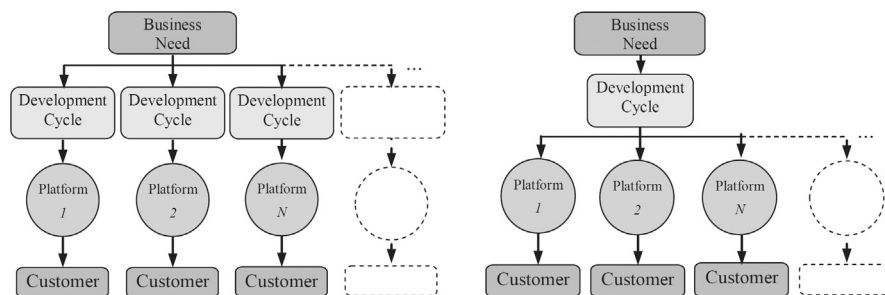 Business
Need
...
Development
Cycle
Development
Cycle
Development
Cycle
Platform
1
Platform
2
Platform
N
Customer
Customer
Customer
Business
Need
Development
Cycle
...
Platform
1
Platform
2
Platform
N
Customer
Customer
Customer